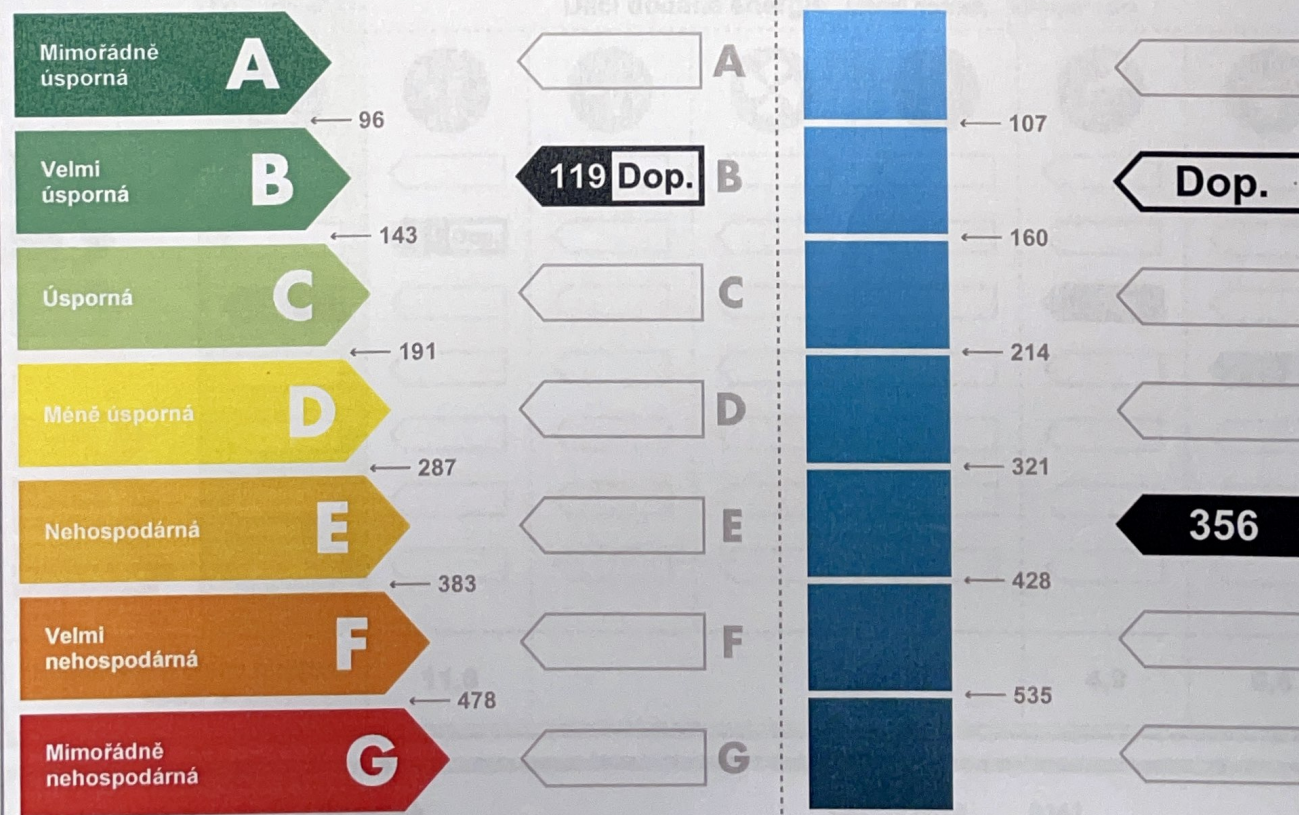 Mimořádně
úsporná
A
A
96
107
Velmi
úsporná
B
119 Dop.
B
Dop.
143
160
Úsporná
C
C
191
214
Méně úsporná
D
D
287
321
Nehospodárná
E
E
356
383
428
Velmi
nehospodárná
F
F
478
535
Mimořádně
nehospodárná
G
G